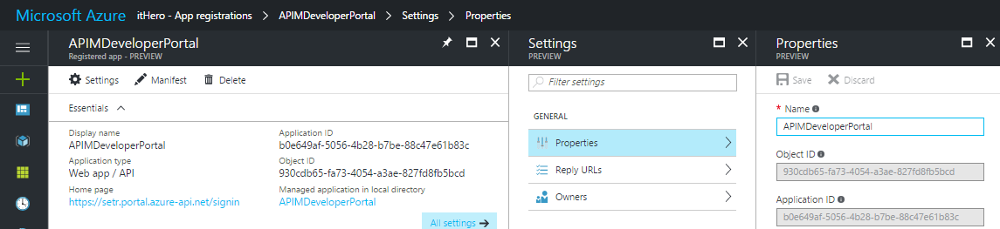 Microsoft Azure itHero - App registrations > APIMDeveloperPortal > Settings > Properties
APIMDeveloperPortal
Registered app - PREVIEW
Settings
Manifest
Delete
Essentials
Display name
APIMDeveloperPortal
Application type
Web app / API
Home page
https://setr.portal.azure-api.net/signin
Application ID
b0e649af-5056-4b28-b7be-88c47e61b83c
Object ID
930cdb65-fa73-4054-a3ae-827fd8fb5bcd
Managed application in local directory
APIMDeveloperPortal
All settings
Settings
PREVIEW
Filter settings
GENERAL
Properties
Reply URLs
Owners
Properties
PREVIEW
Save
Discard
* Name
APIMDeveloperPortal
Object ID
930cdb65-fa73-4054-a3ae-827fd8fb5bcd
Application ID
b0e649af-5056-4b28-b7be-88c47e61b83c